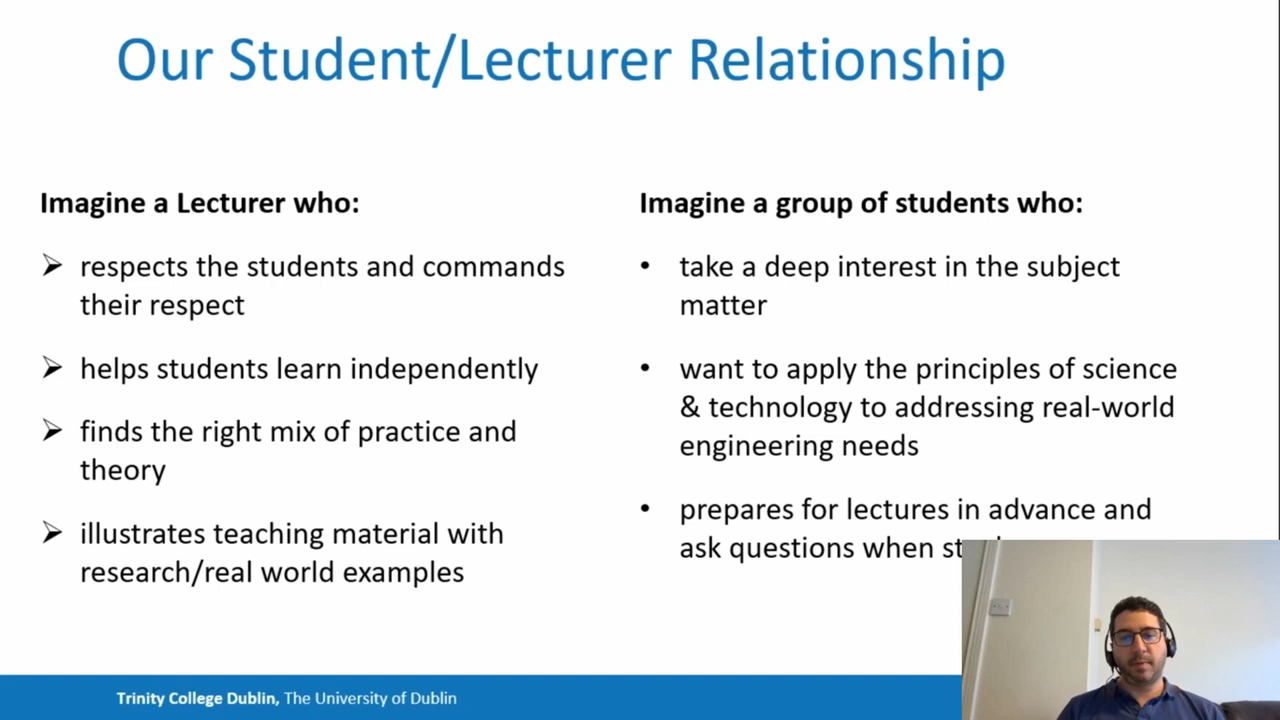 Our Student/Lecturer Relationship
Imagine a Lecturer who:
respects the students and commands
their respect
helps students learn independently
finds the right mix of practice and
theory
illustrates teaching material with
research/real world examples
Imagine a group of students who:
take a deep interest in the subject
matter
want to apply the principles of science
& technology to addressing real-world
engineering needs
prepares for lectures in advance and
ask questions when
Trinity College Dublin, The University of Dublin